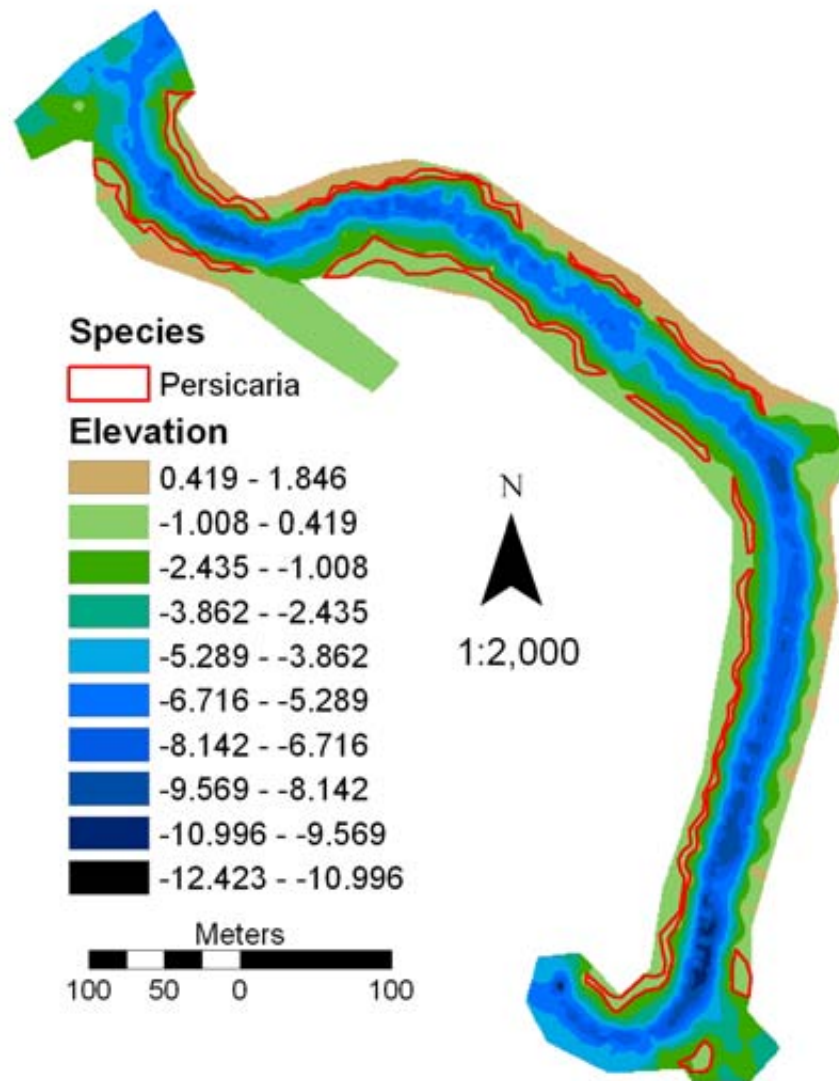 Species
Persicaria
Elevation
0.419 - 1.846
-1.008 - 0.419
-2.435 - -1.008
-3.862 - -2.435
-5.289 - -3.862
-6.716 - -5.289
-8.142 - -6.716
-9.569 - -8.142
-10.996 - -9.569
-12.423 - -10.996
N
1:2,000
Meters
100 50 0 100